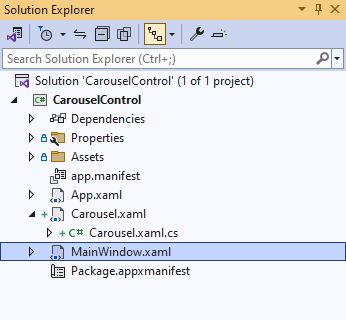 Solution Explorer
Search Solution Explorer (Ctrl+;)
Solution 'CarouselControl' (1 of 1 project)
C# CarouselControl
Dependencies
Properties
Assets
app.manifest
App.xaml
+ Carousel.xaml
+ C# Carousel.xaml.cs
MainWindow.xaml
Package.appxmanifest